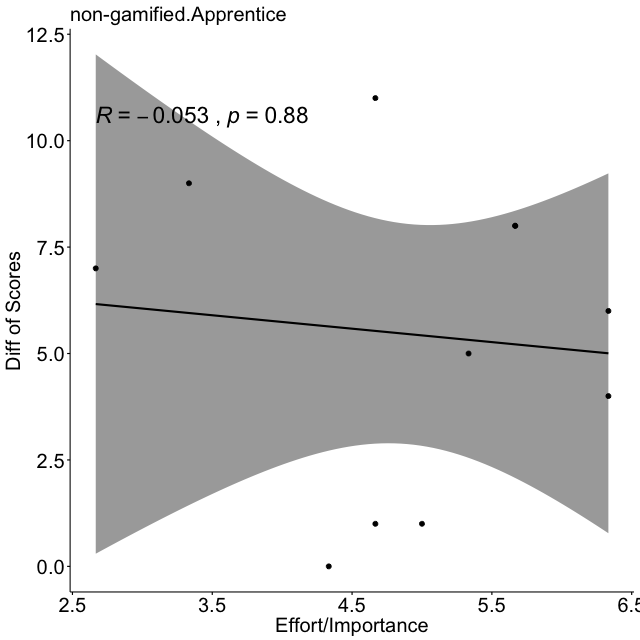 non-gamified.Apprentice
12.5
R = − 0.053 , p = 0.88
10.0
7.5
Diff of Scores
5.0
2.5
0.0
2.5 3.5 4.5 5.5 6.5
Effort/Importance